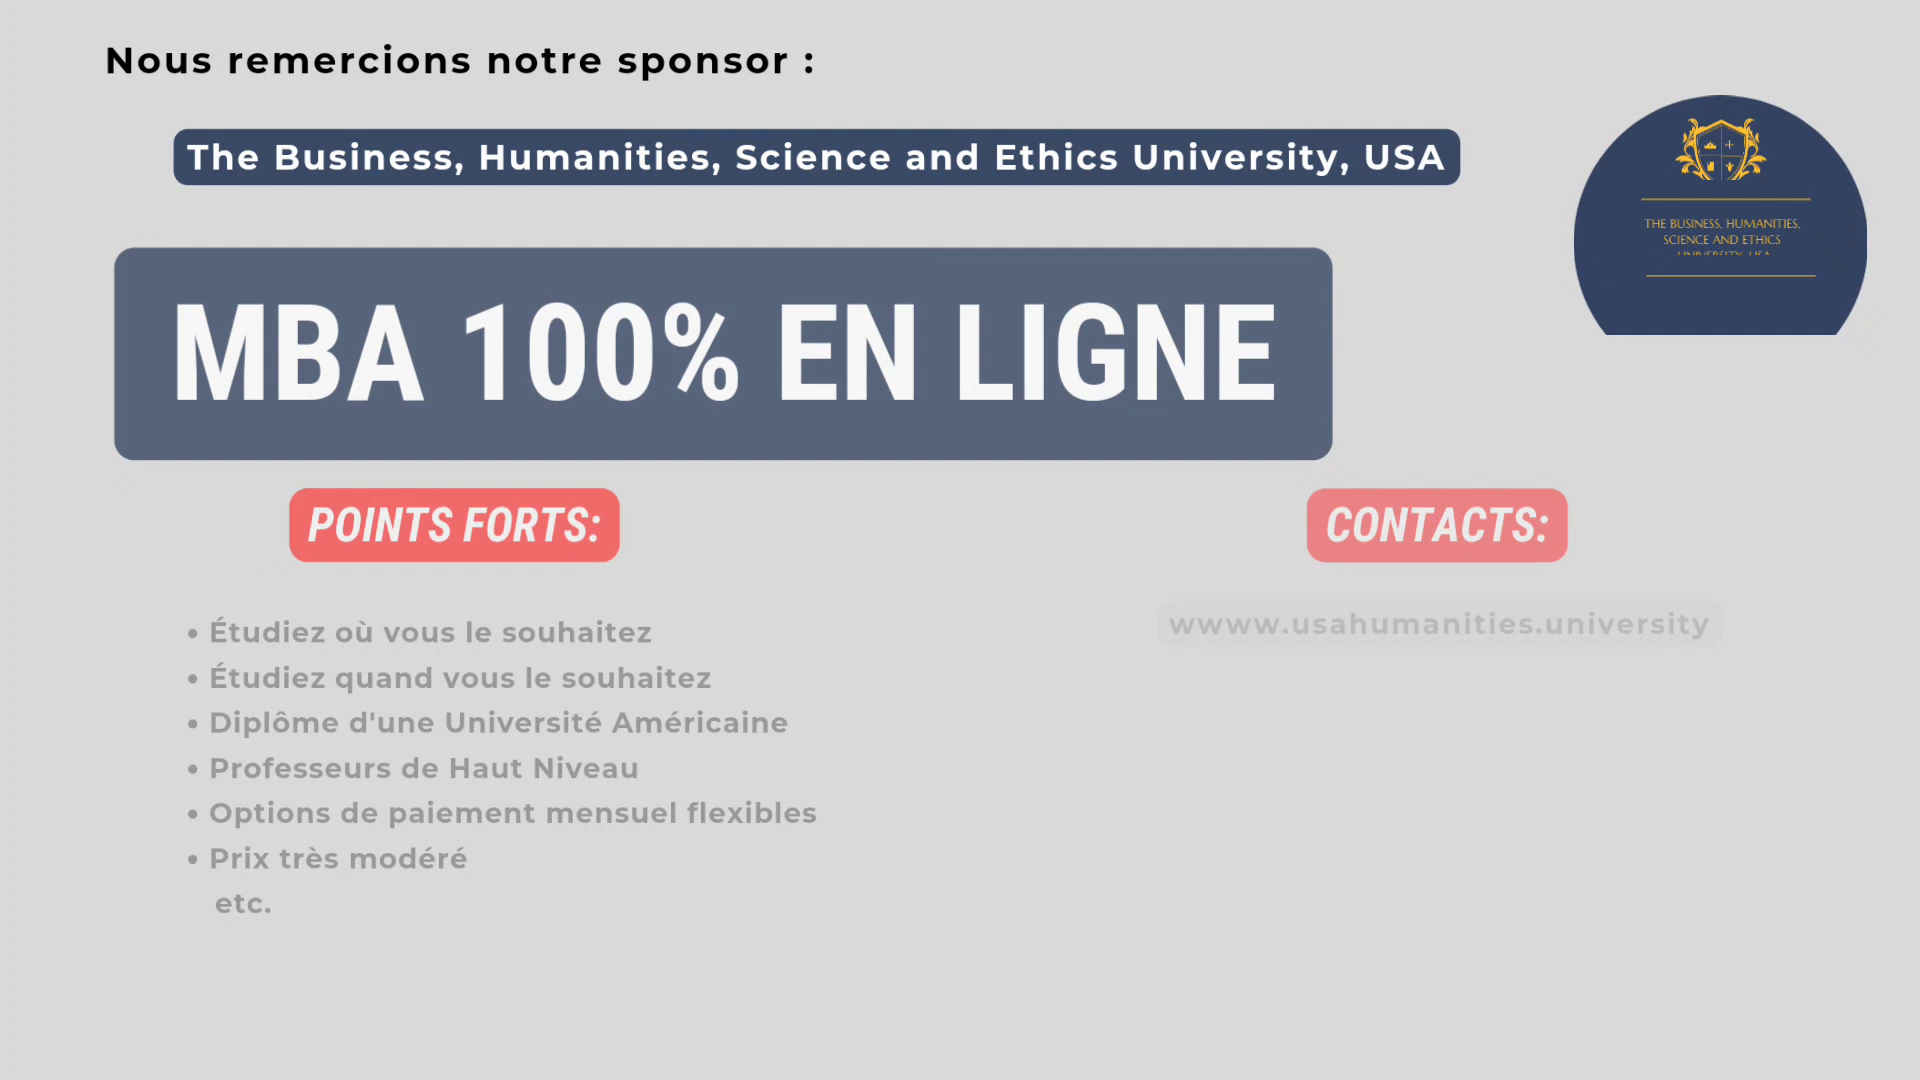 Nous remercions notre sponsor :
The Business, Humanities, Science and Ethics University, USA
THE BUSINESS, HUMANITIES,
SCIENCE AND ETHICS
UNIVERSITY, USA
MBA 100% EN LIGNE
POINTS FORTS:
• Étudiez où vous le souhaitez
• Étudiez quand vous le souhaitez
• Diplôme d'une Université Américaine
• Professeurs de Haut Niveau
• Options de paiement mensuel flexibles
• Prix très modéré
etc.
CONTACTS:
wwww.usahumanities.university